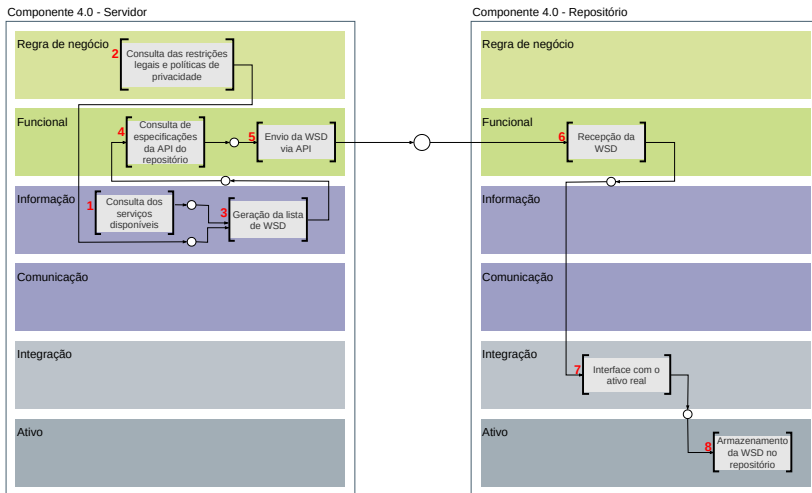 Componente 4.0 - Servidor
Regra de negócio
2
Consulta das restrições
legais e políticas de
privacidade
Funcional
4
Consulta de
especificações
da API do
repositório
5
Envio da WSD
via API
Informação
1
Consulta dos
serviços
disponíveis
3
Geração da lista
de WSD
Comunicação
Integração
Ativo
Componente 4.0 - Repositório
Regra de negócio
Funcional
6
Recepção da
WSD
Informação
Comunicação
Integração
7
Interface com o
ativo real
Ativo
8
Armazenamento
da WSD no
repositório